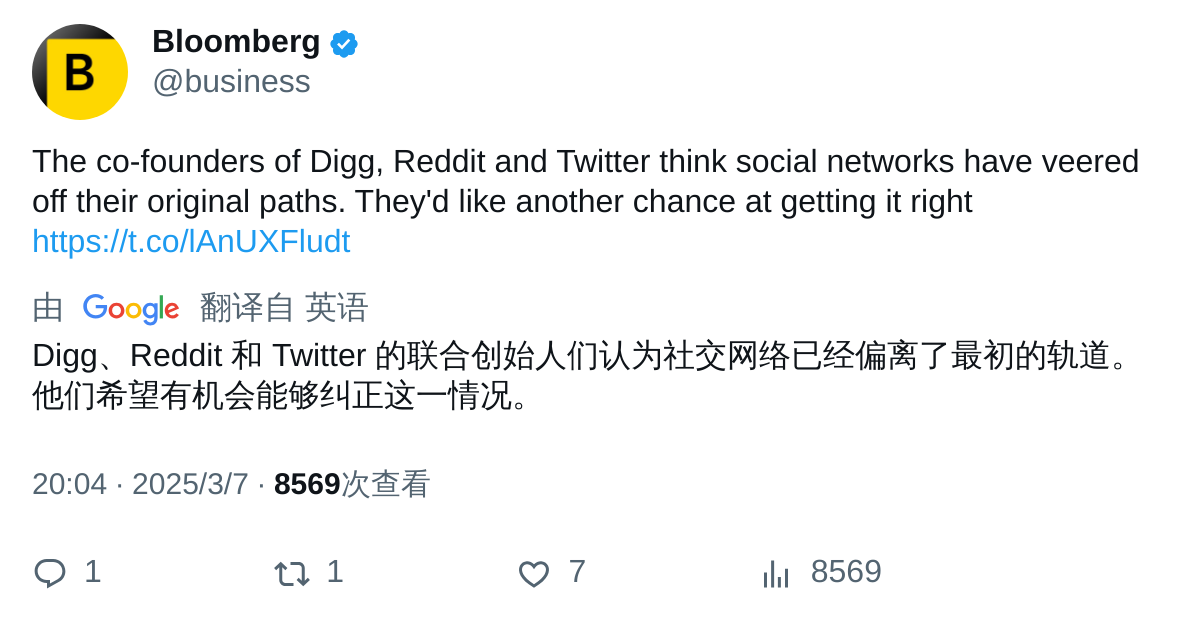 B
Bloomberg
@business
The co-founders of Digg, Reddit and Twitter think social networks have veered
off their original paths. They'd like another chance at getting it right
https://t.co/lAnUXFludt
由 Google 翻译自 英语
Digg、Reddit 和 Twitter 的联合创始人们认为社交网络已经偏离了最初的轨道。
他们希望有机会能够纠正这一情况。
20:04 · 2025/3/7 · 8569次查看
1 1 7 8569